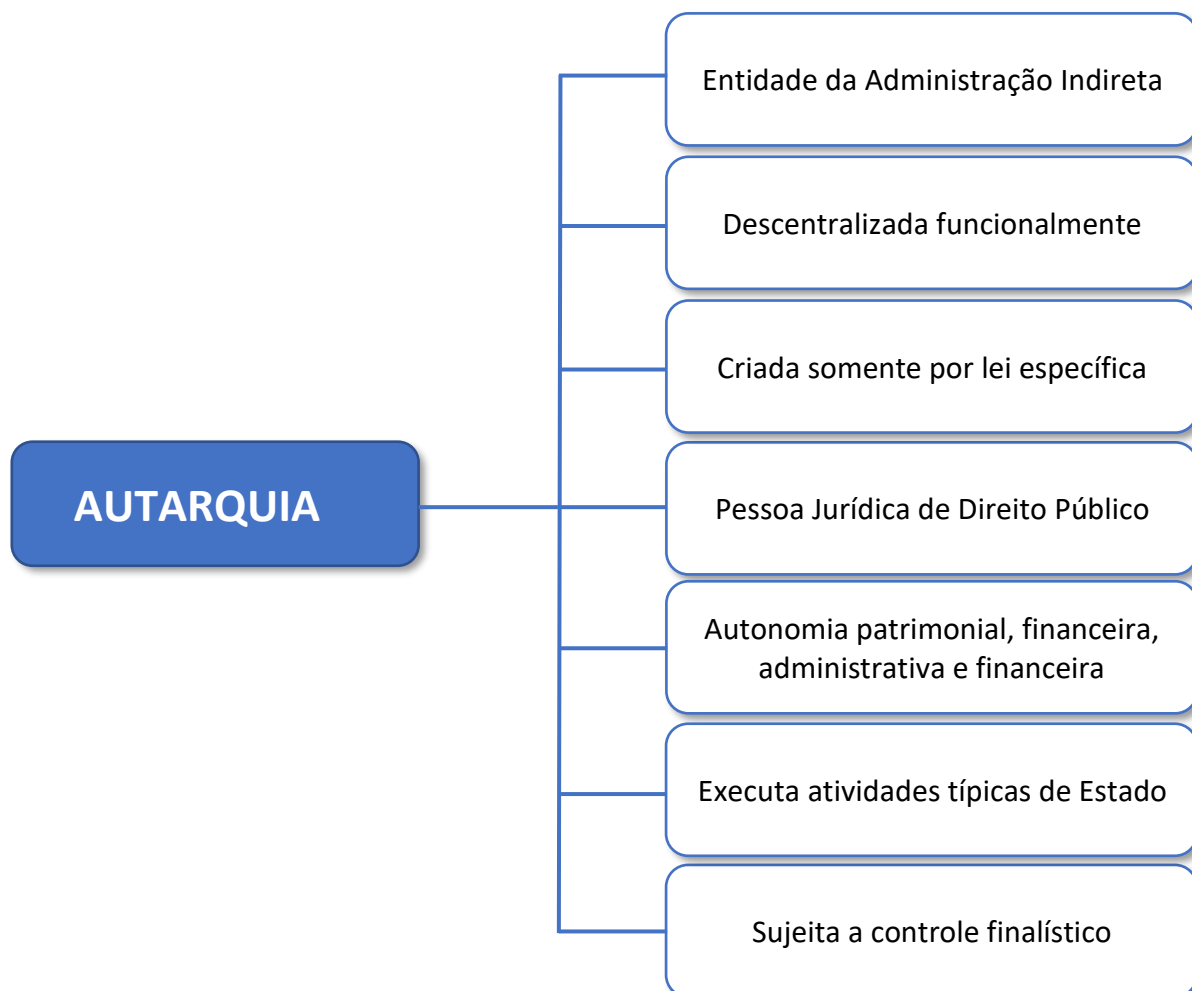 Entidade da Administração Indireta
Descentralizada funcionalmente
Criada somente por lei específica
AUTARQUIA
Pessoa Jurídica de Direito Público
Autonomia patrimonial, financeira,
administrativa e financeira
Executa atividades típicas de Estado
Sujeita a controle finalístico